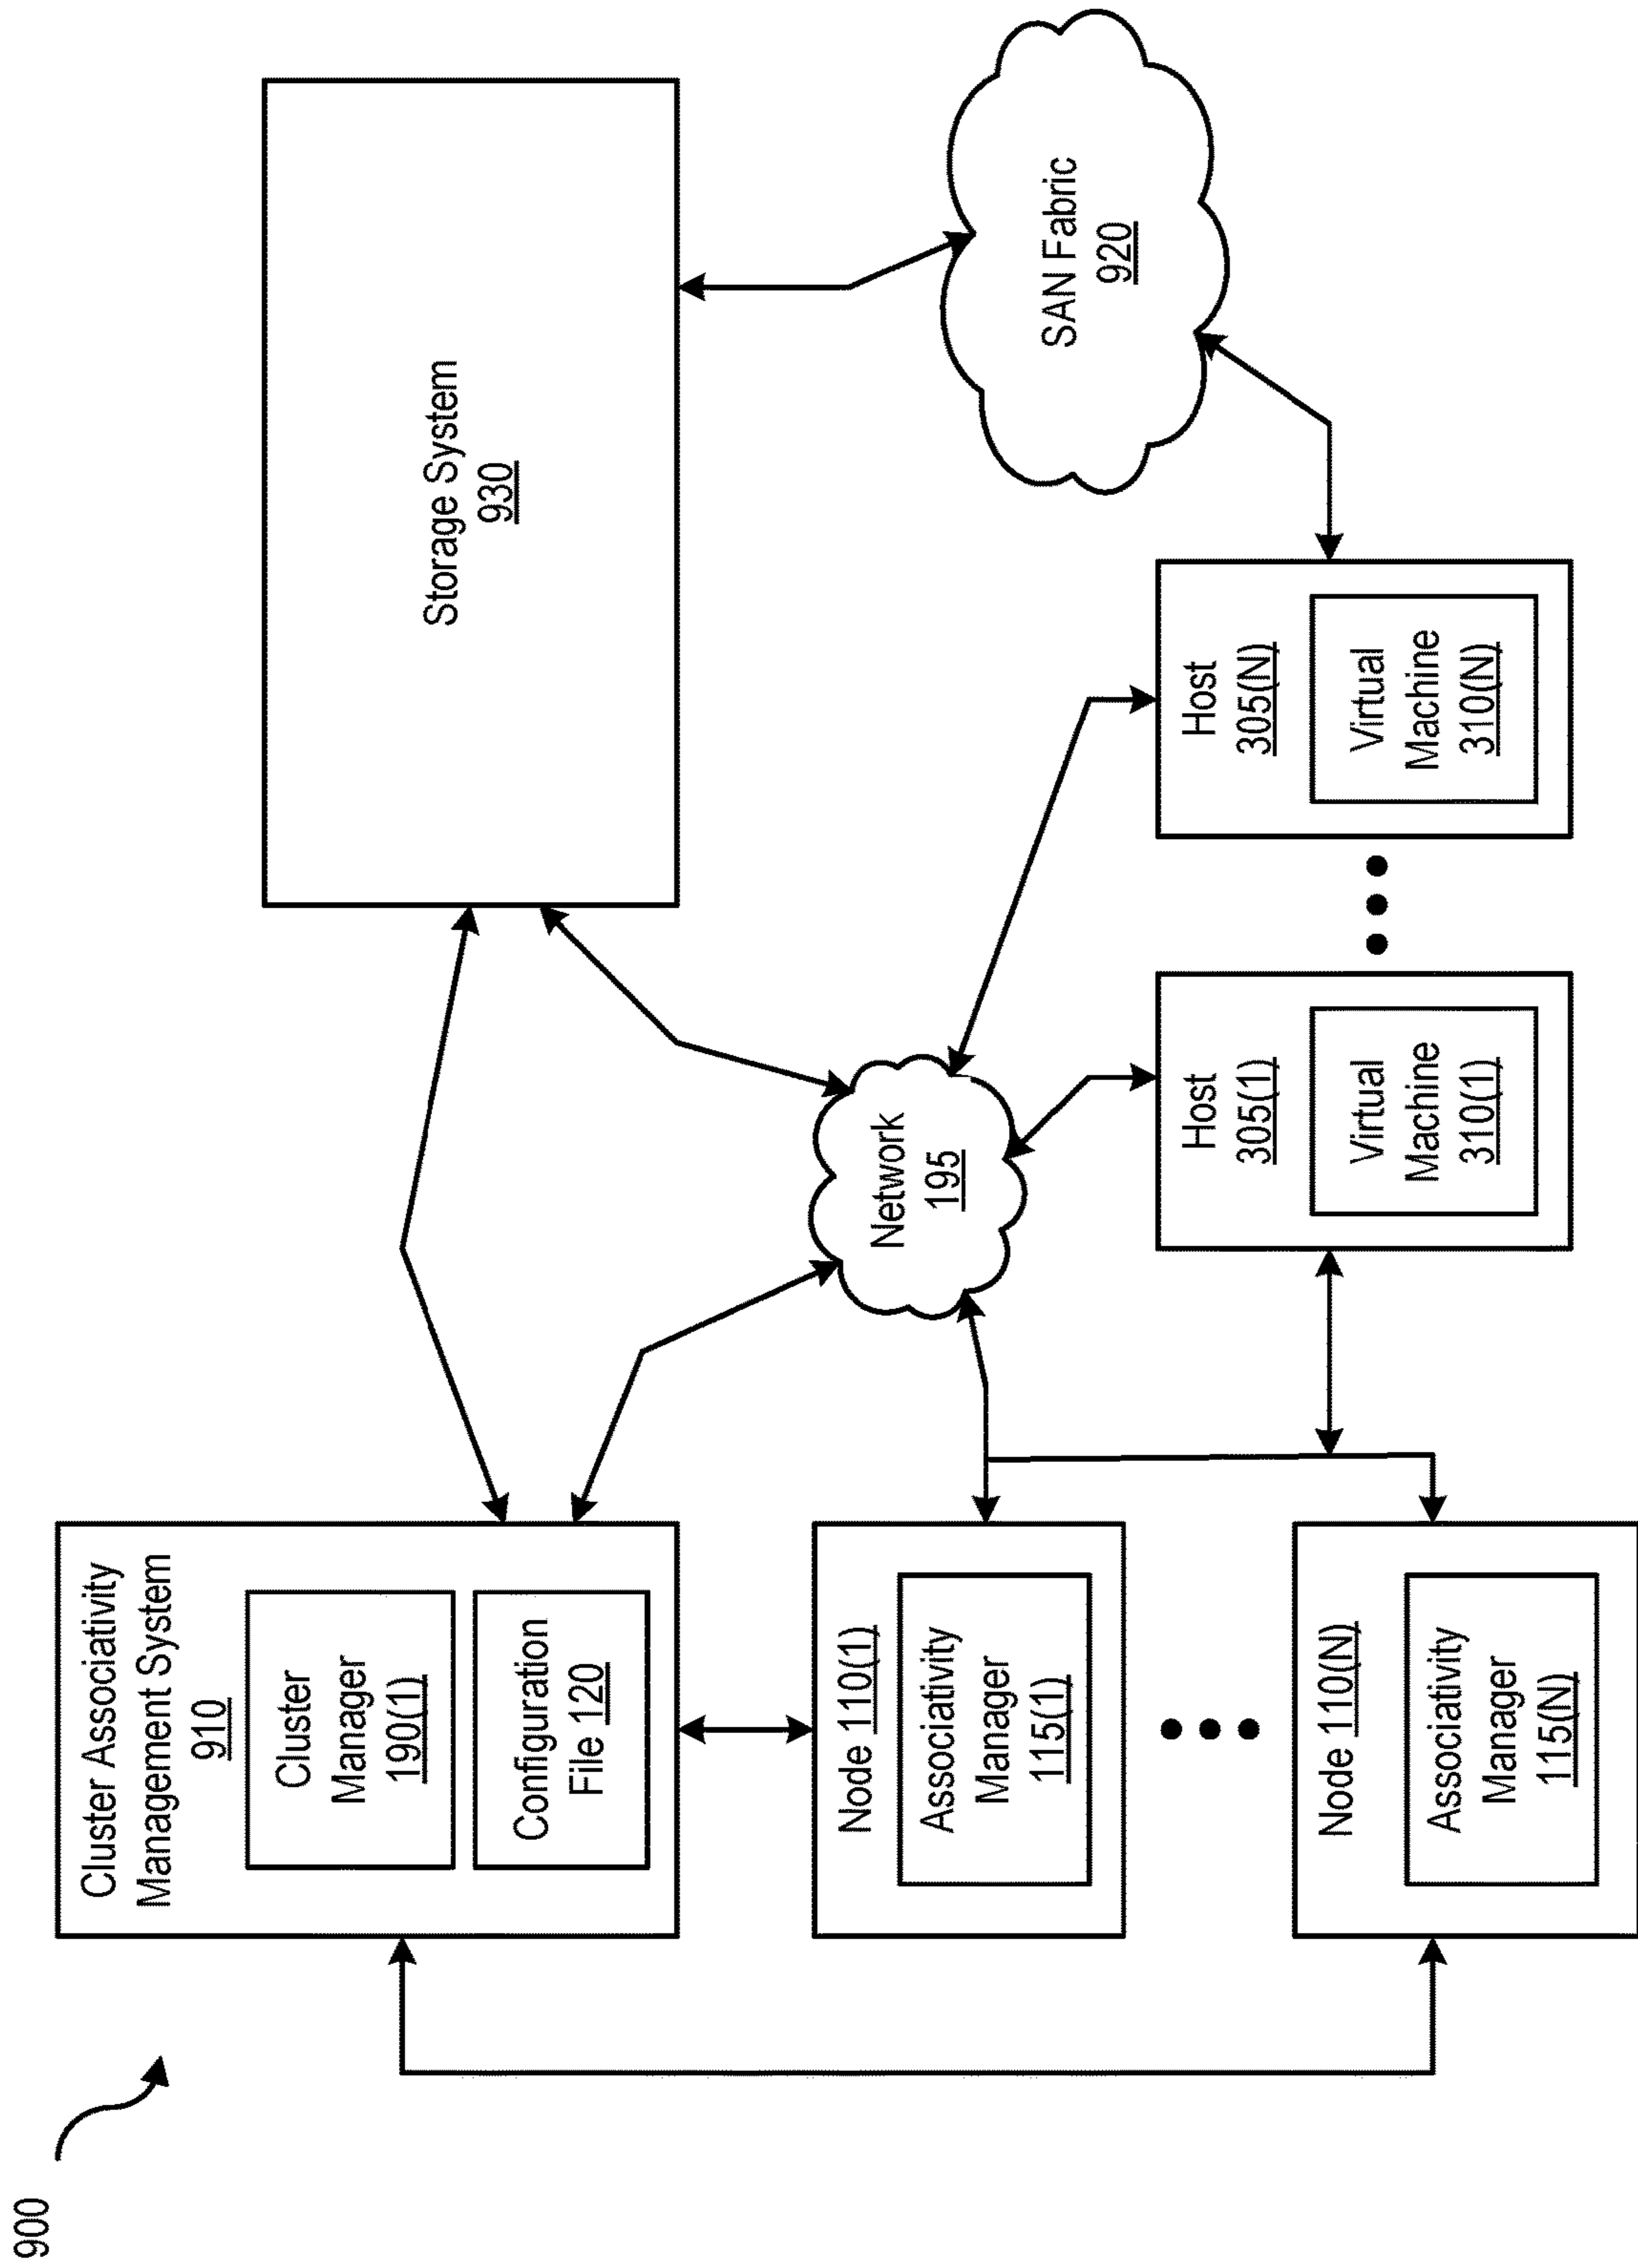 900
Cluster Associativity
Management System
910
Cluster
Manager
190(1)
Configuration
File 120
Node 110(1)
Associativity
Manager
115(1)
Node 110(N)
Associativity
Manager
115(N)
Network
195
Storage System
930
Host
305(1)
Virtual
Machine
310(1)
Host
305(N)
Virtual
Machine
310(N)
SAN Fabric
920